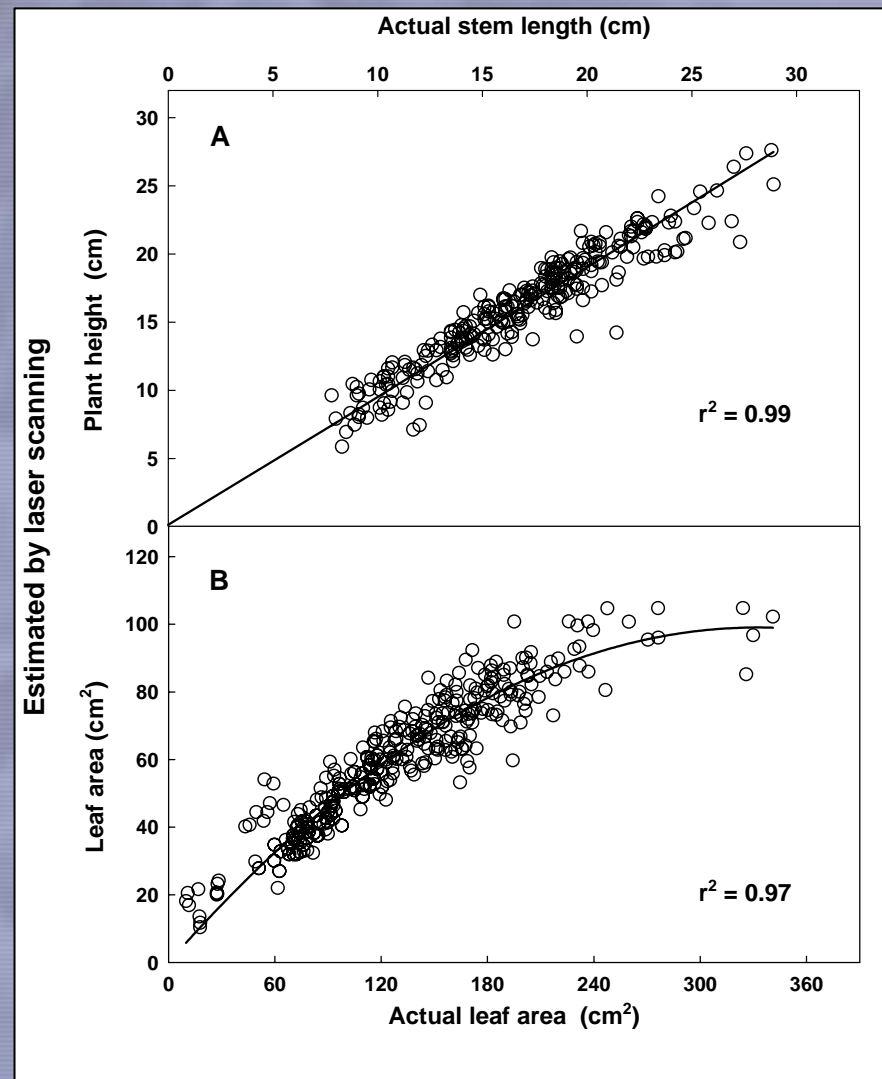 Actual stem length (cm)
0 5 10 15 20 25 30
Estimated by laser scanning
Plant height (cm)
30
25
20
15
10
5
0
A
r² = 0.99
Leaf area (cm²)
120
100
80
60
40
20
0
B
r² = 0.97
0 60 120 180 240 300 360
Actual leaf area (cm²)